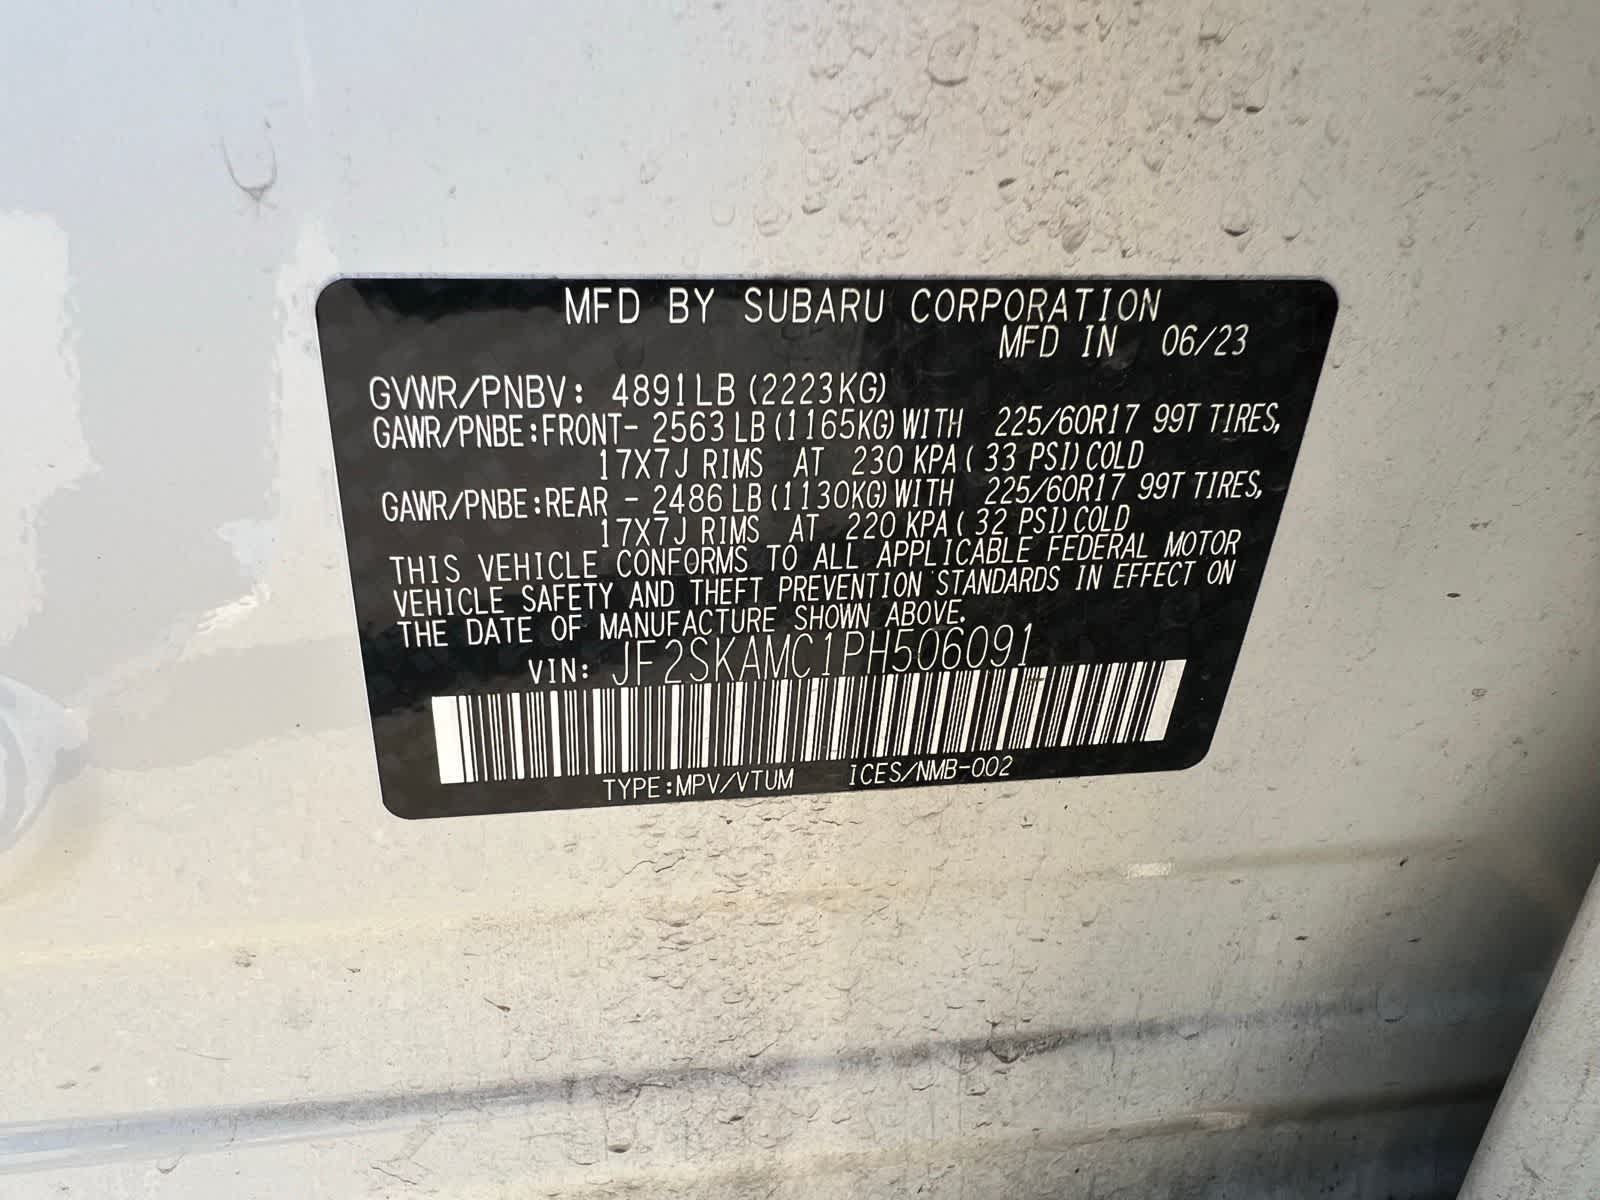 MFD BY SUBARU CORPORATION
MFD IN 06/23
GVWR/PNBV: 4891LB (2223KG)
GAWR/PNBE:FRONT- 2563 LB (1165KG) WITH 225/60R17 99T TIRES,
17X7J RIMS AT 230 KPA ( 33 PSI) COLD
GAWR/PNBE:REAR - 2486 LB (1130KG) WITH 225/60R17 99T TIRES,
17X7J RIMS AT 220 KPA ( 32 PSI) COLD
THIS VEHICLE CONFORMS TO ALL APPLICABLE FEDERAL MOTOR
VEHICLE SAFETY AND THEFT PREVENTION STANDARDS IN EFFECT ON
THE DATE OF MANUFACTURE SHOWN ABOVE.
VIN: JF2SKAMC1PH506091
TYPE:MPV/VTUM ICES/NMB-002